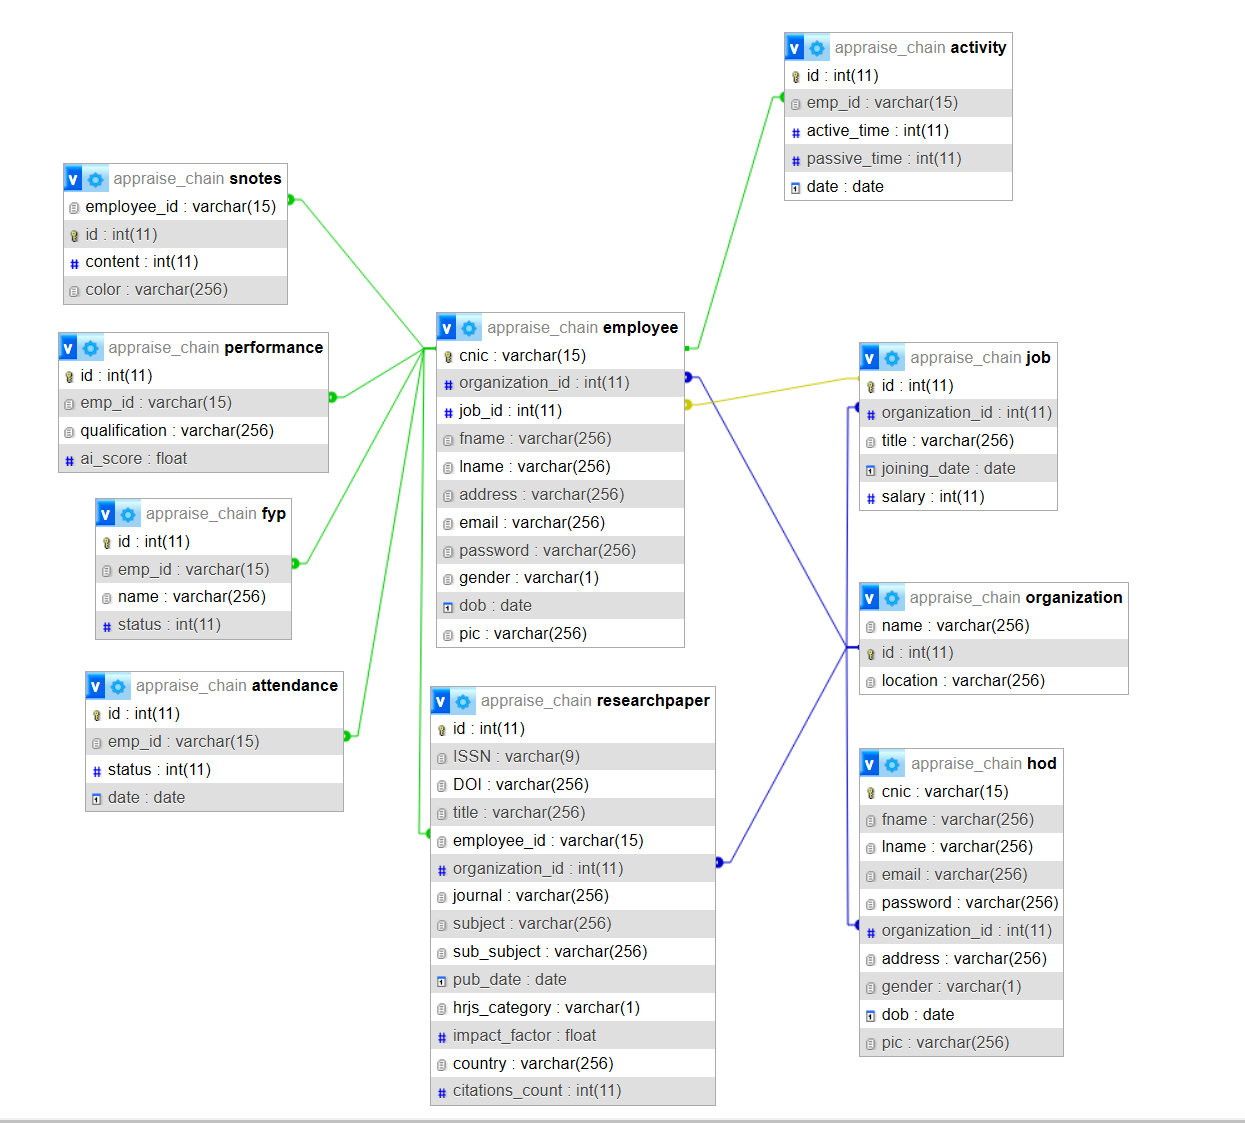 appraise_chain activity
id : int(11)
emp_id : varchar(15)
active_time : int(11)
passive_time : int(11)
date : date
appraise_chain snotes
employee_id : varchar(15)
id : int(11)
content : int(11)
color : varchar(256)
appraise_chain performance
id : int(11)
emp_id : varchar(15)
qualification : varchar(256)
ai_score : float
appraise_chain fyp
id : int(11)
emp_id : varchar(15)
name : varchar(256)
status : int(11)
appraise_chain attendance
id : int(11)
emp_id : varchar(15)
status : int(11)
date : date
appraise_chain employee
cnic : varchar(15)
organization_id : int(11)
job_id : int(11)
fname : varchar(256)
lname : varchar(256)
address : varchar(256)
email : varchar(256)
password : varchar(256)
gender : varchar(1)
dob : date
pic : varchar(256)
appraise_chain researchpaper
id : int(11)
ISSN : varchar(9)
DOI : varchar(256)
title : varchar(256)
employee_id : varchar(15)
organization_id : int(11)
journal : varchar(256)
subject : varchar(256)
sub_subject : varchar(256)
pub_date : date
hrjs_category : varchar(1)
impact_factor : float
country : varchar(256)
citations_count : int(11)
appraise_chain job
id : int(11)
organization_id : int(11)
title : varchar(256)
joining_date : date
salary : int(11)
appraise_chain organization
name : varchar(256)
id : int(11)
location : varchar(256)
appraise_chain hod
cnic : varchar(15)
fname : varchar(256)
lname : varchar(256)
email : varchar(256)
password : varchar(256)
organization_id : int(11)
address : varchar(256)
gender : varchar(1)
dob : date
pic : varchar(256)